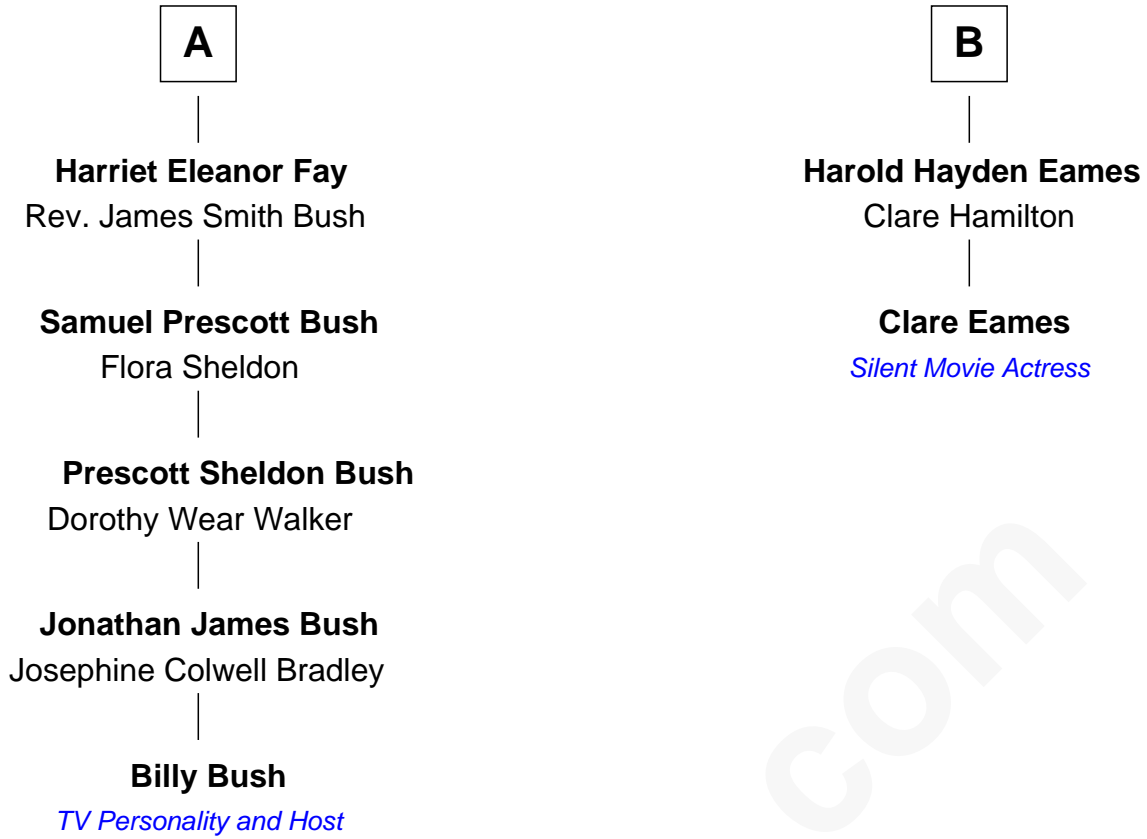 A
Harriet Eleanor Fay
Rev. James Smith Bush
Samuel Prescott Bush
Flora Sheldon
Prescott Sheldon Bush
Dorothy Wear Walker
Jonathan James Bush
Josephine Colwell Bradley
Billy Bush
TV Personality and Host
B
Harold Hayden Eames
Clare Hamilton
Clare Eames
Silent Movie Actress
com